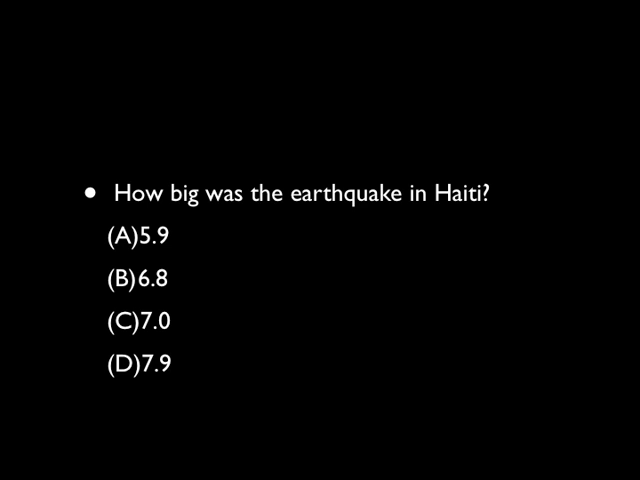 • How big was the earthquake in Haiti?
(A)5.9
(B)6.8
(C)7.0
(D)7.9